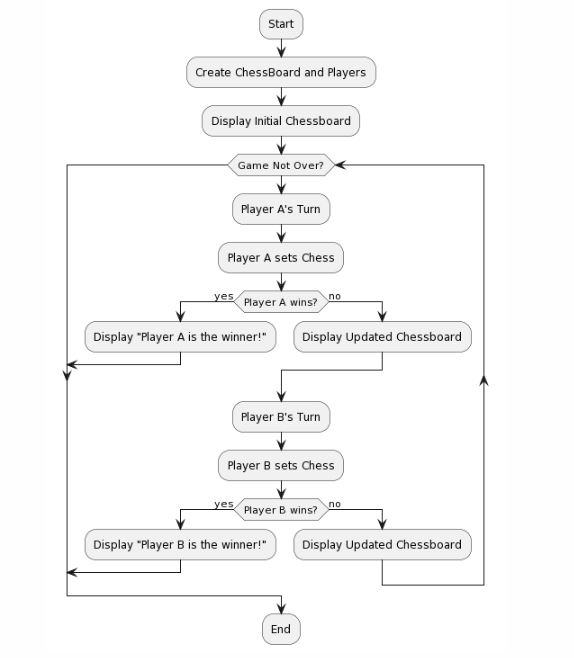 Start
Create ChessBoard and Players
Display Initial Chessboard
Game Not Over?
Player A's Turn
Player A sets Chess
yes
Player A wins?
no
Display "Player A is the winner!"
Display Updated Chessboard
Player B's Turn
Player B sets Chess
yes
Player B wins?
no
Display "Player B is the winner!"
Display Updated Chessboard
End